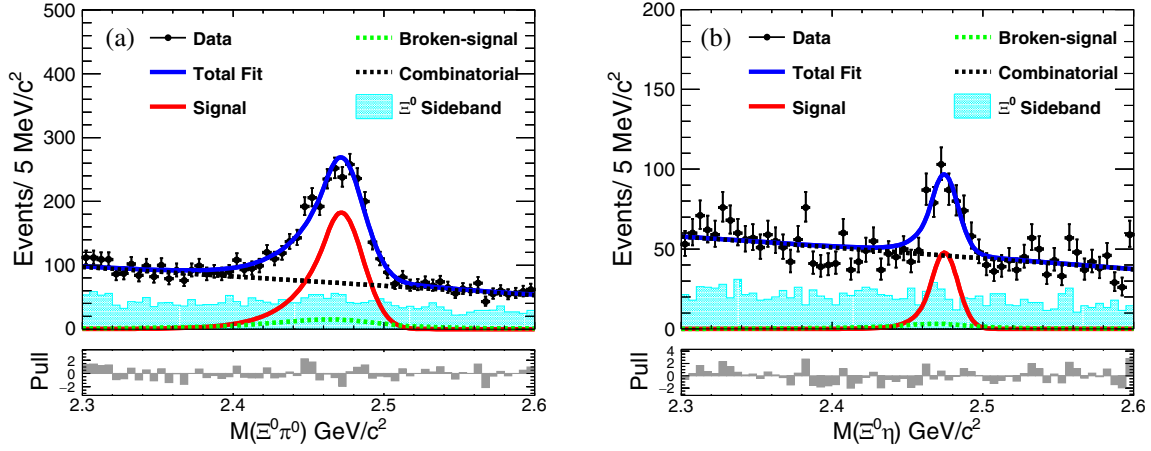 (a)
Data
Broken-signal
Total Fit
Combinatorial
Signal
Ξ⁰ Sideband
Events/ 5 MeV/c²
500
400
300
200
100
0
Pull
2
0
−2
2.3 2.4 2.5 2.6
M(Ξ⁰π⁰) GeV/c²
(b)
Data
Broken-signal
Total Fit
Combinatorial
Signal
Ξ⁰ Sideband
Events/ 5 MeV/c²
200
150
100
50
0
Pull
4
2
0
−2
2.3 2.4 2.5 2.6
M(Ξ⁰η) GeV/c²